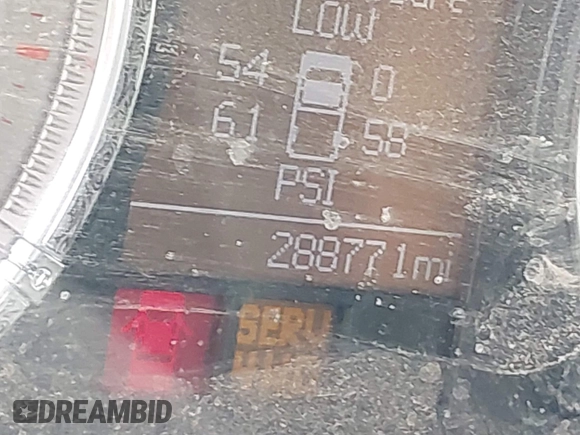 LOW
54 0
61 58
PSI
288771mi
SERV
DREAMBID